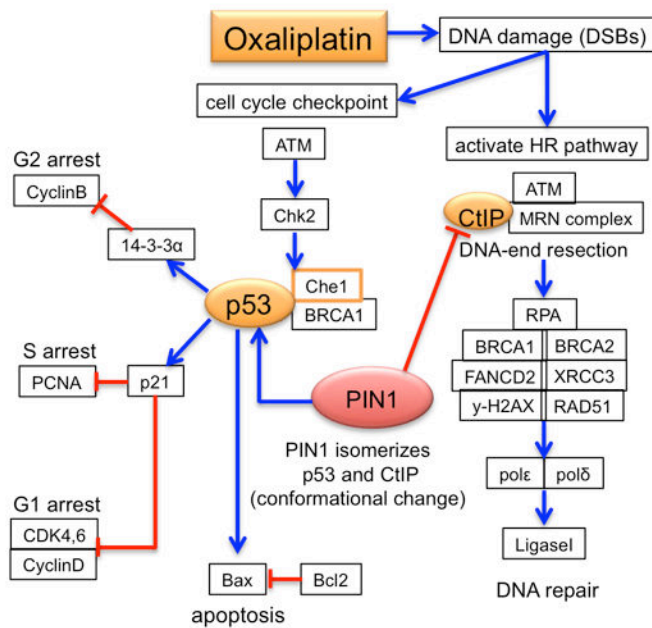 Oxaliplatin
DNA damage (DSBs)
cell cycle checkpoint
activate HR pathway
ATM
Chk2
G2 arrest
CyclinB
14-3-3α
p53
Che1
BRCA1
S arrest
PCNA
p21
G1 arrest
CDK4,6
CyclinD
Bax
Bcl2
apoptosis
PIN1
PIN1 isomerizes
p53 and CtIP
(conformational change)
ATM
CtIP
MRN complex
DNA-end resection
RPA
BRCA1
BRCA2
FANCD2
XRCC3
y-H2AX
RAD51
polε
polδ
LigaseI
DNA repair